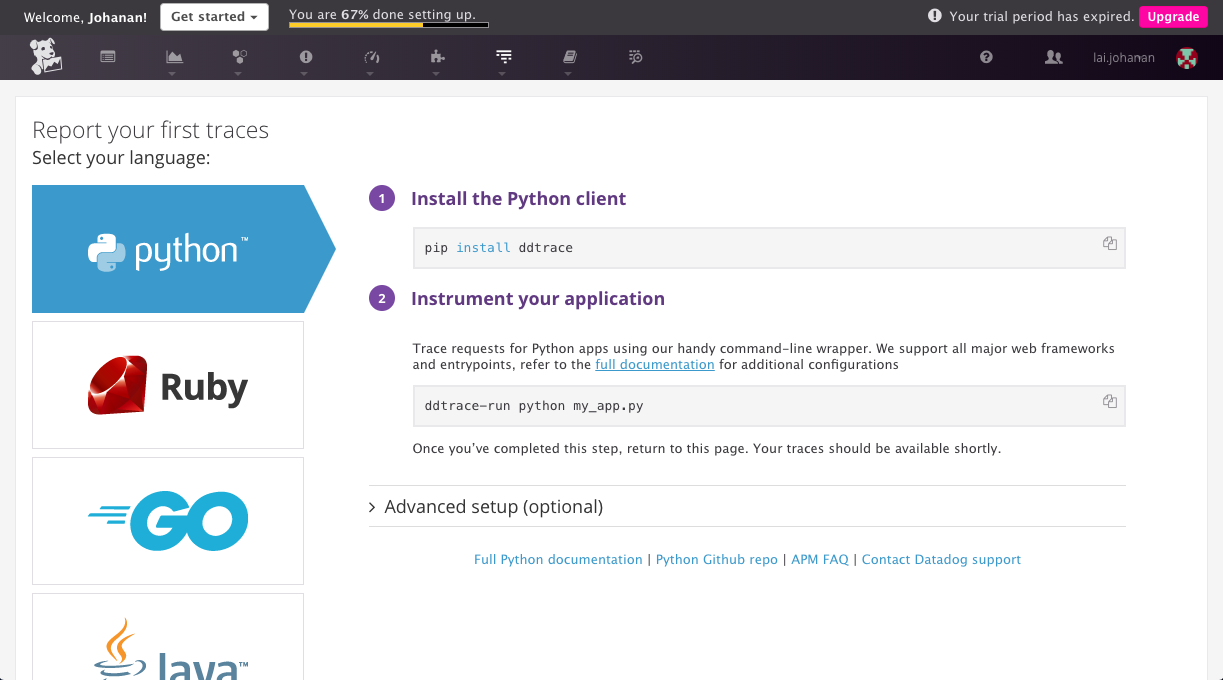 Welcome, Johanan!
Get started
You are 67% done setting up.
Your trial period has expired.
Upgrade
lai.johanan
Report your first traces
Select your language:
python™
Ruby
GO
Java™
1 Install the Python client
pip install ddtrace
2 Instrument your application
Trace requests for Python apps using our handy command-line wrapper. We support all major web frameworks
and entrypoints, refer to the full documentation for additional configurations
ddtrace-run python my_app.py
Once you’ve completed this step, return to this page. Your traces should be available shortly.
Advanced setup (optional)
Full Python documentation | Python Github repo | APM FAQ | Contact Datadog support